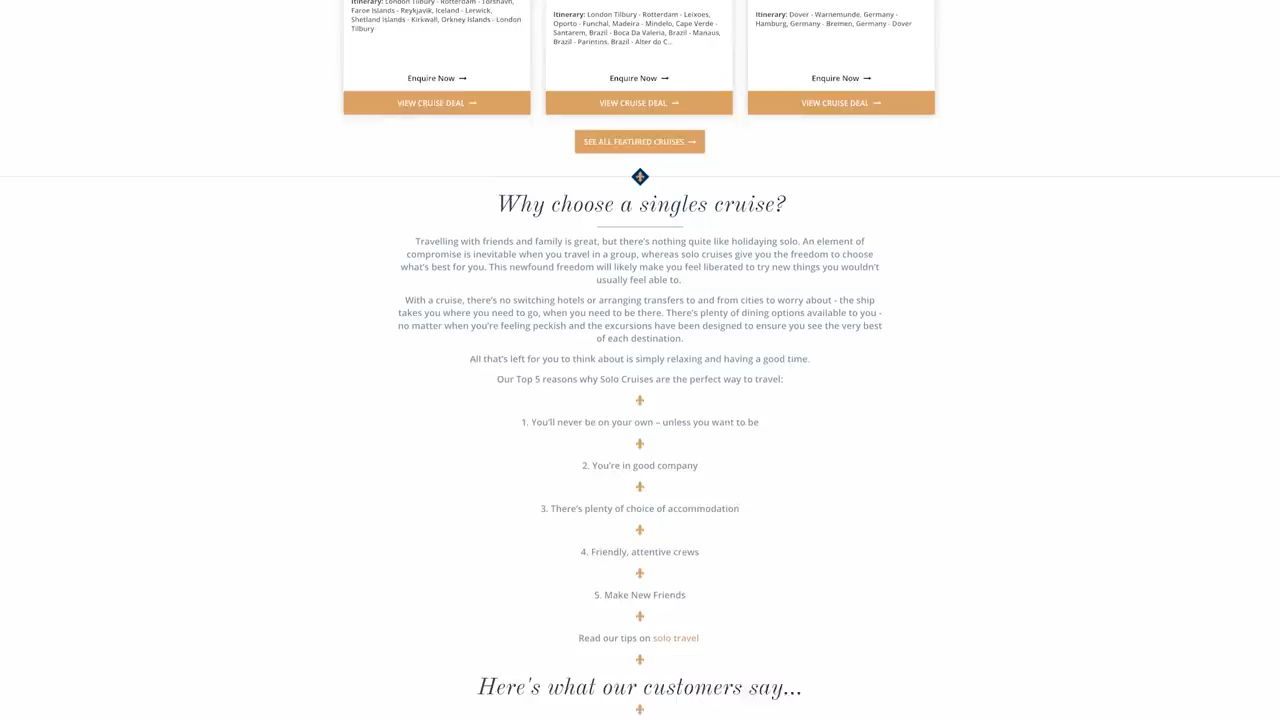 Itinerary: London Tilbury - Rotterdam - Torshavn,
Faroe Islands - Reykjavik, Iceland - Lerwick,
Shetland Islands - Kirkwall, Orkney Islands - London
Tilbury
Enquire Now →
VIEW CRUISE DEAL →
Itinerary: London Tilbury - Rotterdam - Leixoes,
Oporto - Funchal, Madeira - Mindelo, Cape Verde -
Santarem, Brazil - Boca Da Valeria, Brazil - Manaus,
Brazil - Parintins, Brazil - Alter do C...
Enquire Now →
VIEW CRUISE DEAL →
Itinerary: Dover - Warnemunde, Germany -
Hamburg, Germany - Bremen, Germany - Dover
Enquire Now →
VIEW CRUISE DEAL →
SEE ALL FEATURED CRUISES →
Why choose a singles cruise?
Travelling with friends and family is great, but there's nothing quite like holidaying solo. An element of
compromise is inevitable when you travel in a group, whereas solo cruises give you the freedom to choose
what's best for you. This newfound freedom will likely make you feel liberated to try new things you wouldn't
usually feel able to.
With a cruise, there's no switching hotels or arranging transfers to and from cities to worry about - the ship
takes you where you need to go, when you need to be there. There's plenty of dining options available to you -
no matter when you're feeling peckish and the excursions have been designed to ensure you see the very best
of each destination.
All that's left for you to think about is simply relaxing and having a good time.
Our Top 5 reasons why Solo Cruises are the perfect way to travel:
1. You'll never be on your own – unless you want to be
2. You're in good company
3. There's plenty of choice of accommodation
4. Friendly, attentive crews
5. Make New Friends
Read our tips on solo travel
Here's what our customers say...